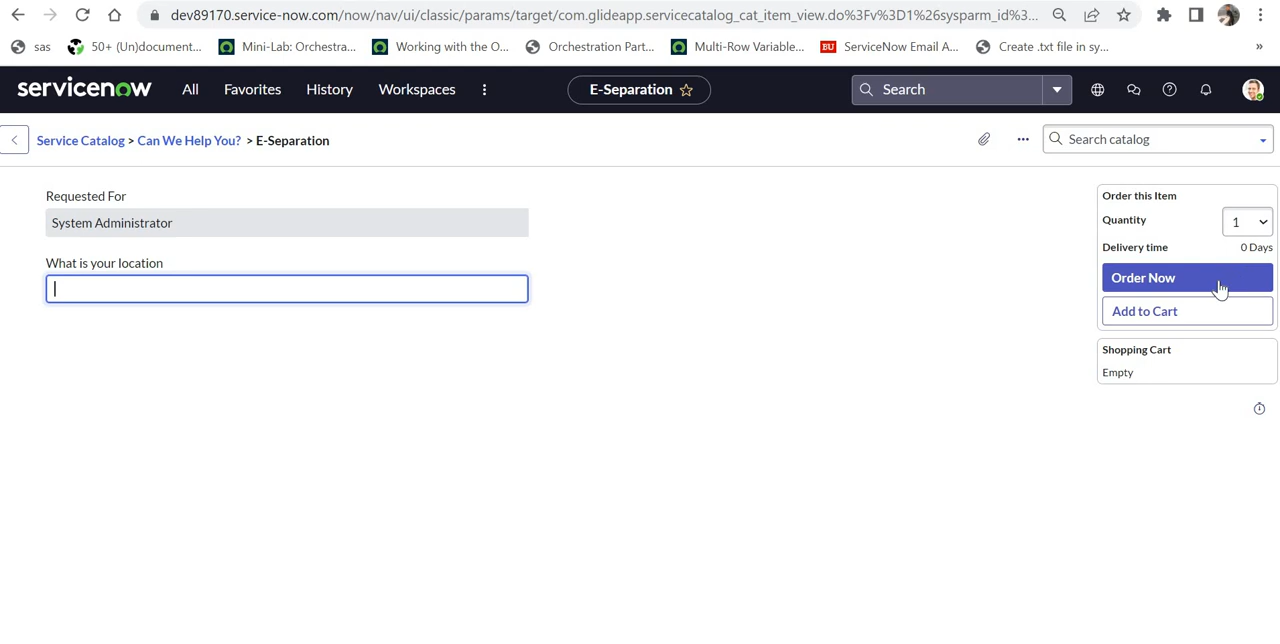 dev89170.service-now.com/now/nav/ui/classic/params/target/com.glideapp.servicecatalog_cat_item_view.do%3Fv%3D1%26sysparm_id%3...
sas
50+ (Un)document...
Mini-Lab: Orchestra...
Working with the O...
Orchestration Part...
Multi-Row Variable...
BU
ServiceNow Email A...
Create .txt file in sy...
»
servicenow
All
Favorites
History
Workspaces
E-Separation
Search
Service Catalog > Can We Help You? > E-Separation
Search catalog
Requested For
System Administrator
What is your location
Order this Item
Quantity
1
Delivery time
0 Days
Order Now
Add to Cart
Shopping Cart
Empty